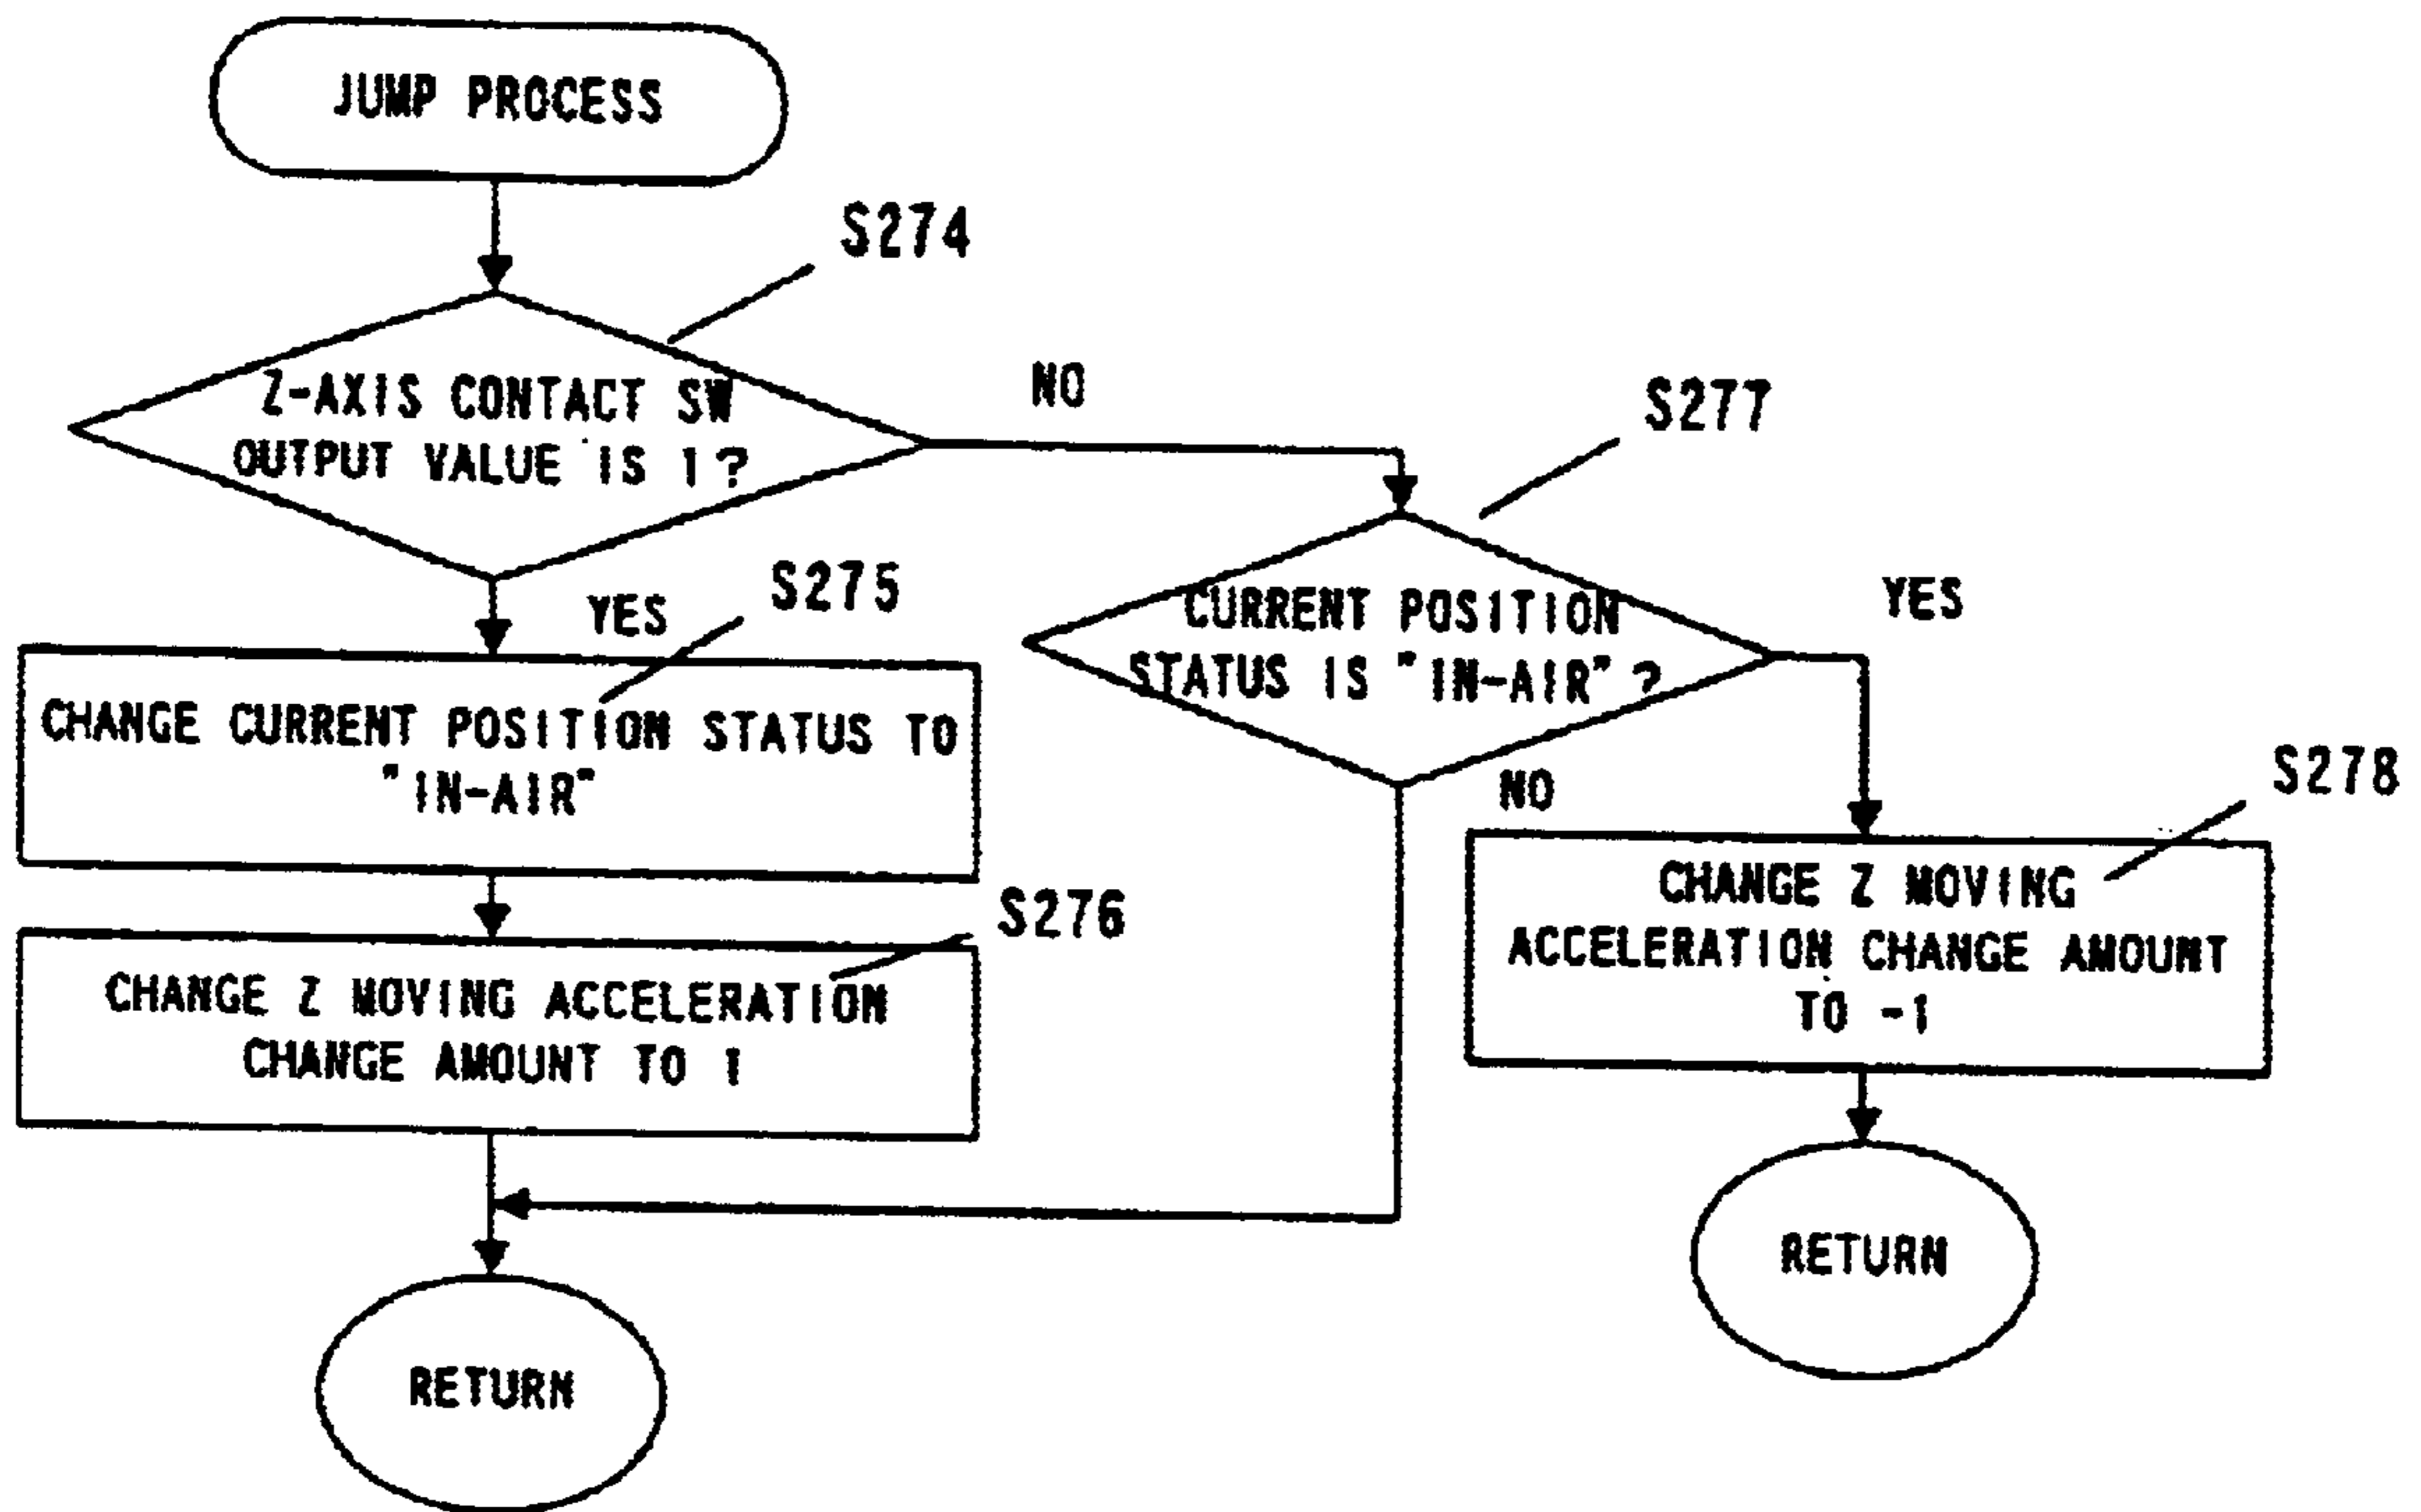 JUMP PROCESS
S274
Z-AXIS CONTACT SW
OUTPUT VALUE IS 1?
NO
S277
YES
S275
CURRENT POSITION
STATUS IS "IN-AIR"?
YES
CHANGE CURRENT POSITION STATUS TO
"IN-AIR"
NO
S278
S276
CHANGE Z MOVING ACCELERATION
CHANGE AMOUNT TO 1
CHANGE Z MOVING
ACCELERATION CHANGE AMOUNT
TO -1
RETURN
RETURN